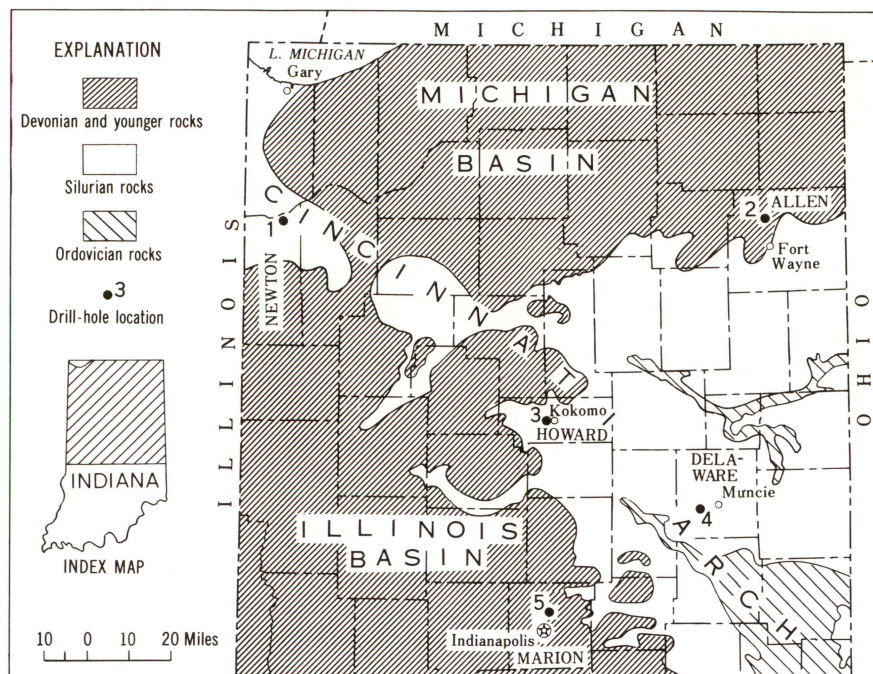 EXPLANATION
Devonian and younger rocks
Silurian rocks
Ordovician rocks
3
Drill-hole location
INDIANA
INDEX MAP
10 0 10 20 Miles
MICHIGAN
L. MICHIGAN
Gary
MICHIGAN
BASIN
CINCINNATI ARCH
1
NEWTON
2
ALLEN
Fort
Wayne
ILLINOIS
OHIO
3
Kokomo
HOWARD
DELA-
WARE
Muncie
4
ILLINOIS
BASIN
5
Indianapolis
MARION